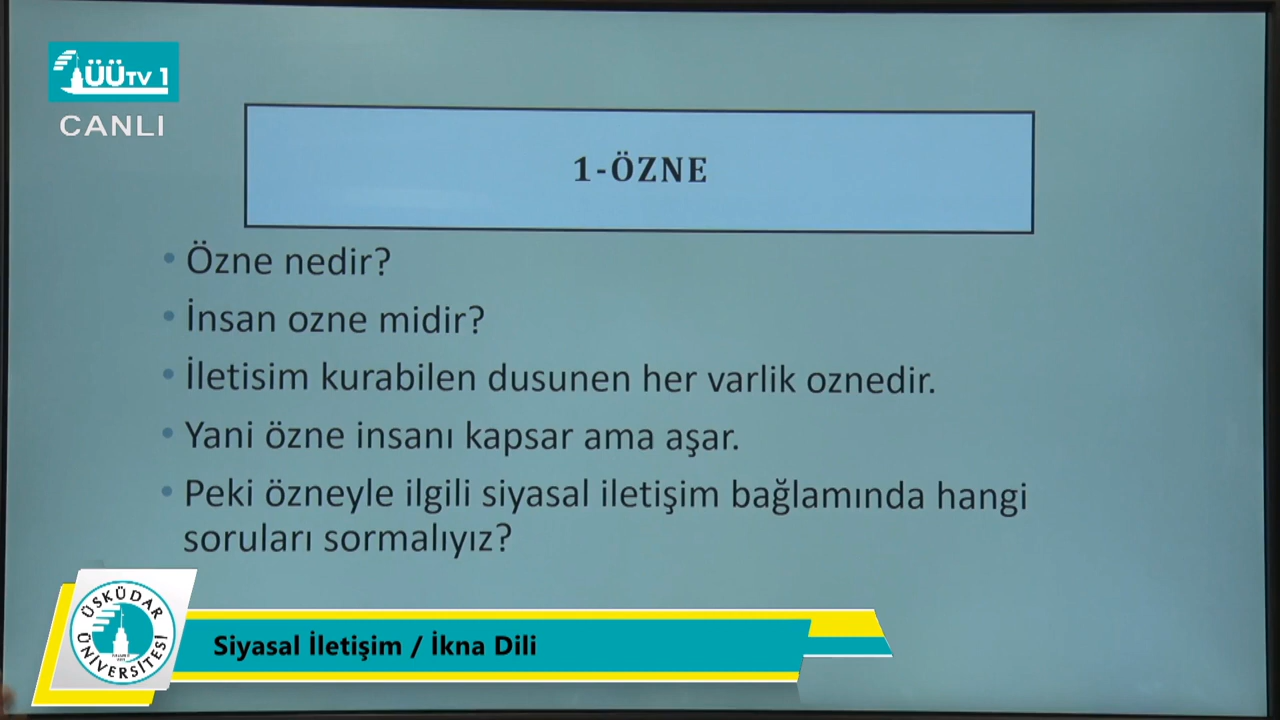 ÜÜTV 1
CANLI
1-ÖZNE
• Özne nedir?
• İnsan ozne midir?
• İletisim kurabilen dusunen her varlik oznedir.
• Yani özne insanı kapsar ama aşar.
• Peki özneyle ilgili siyasal iletişim bağlamında hangi
soruları sormalıyız?
ÜSKÜDAR
ÜNİVERSİTESİ
Siyasal İletişim / İkna Dili